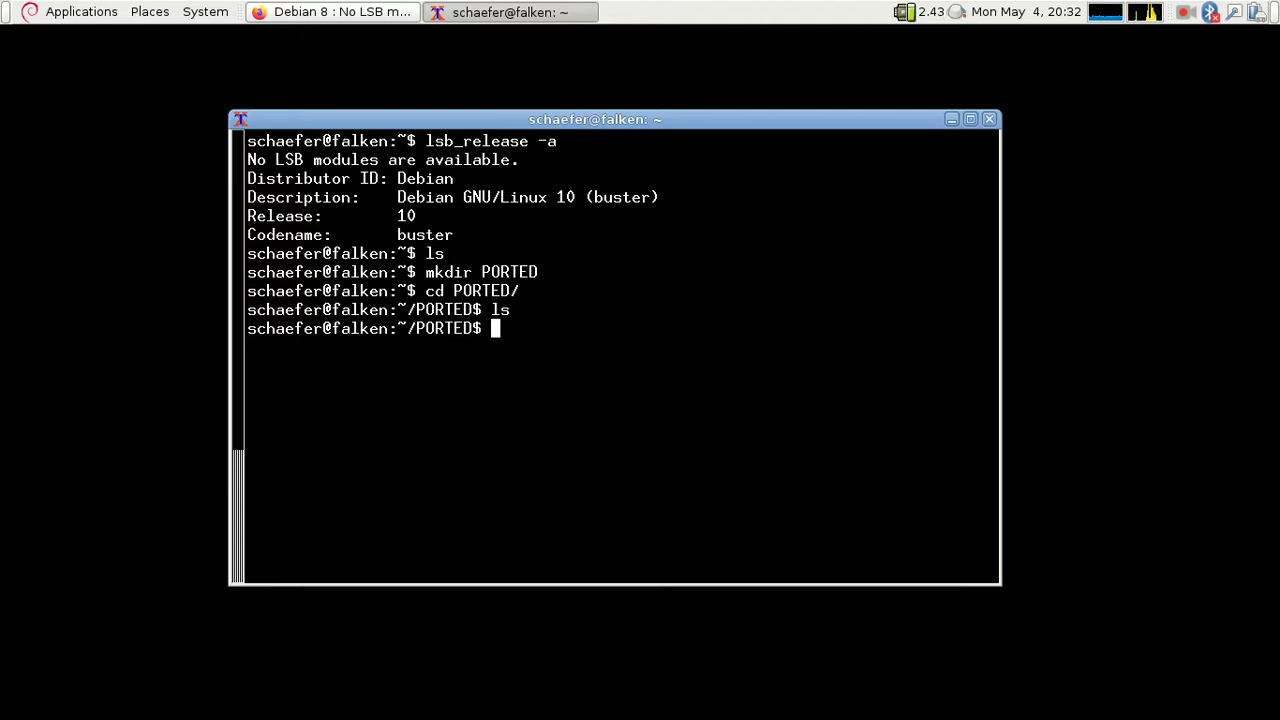 Applications Places System Debian 8 : No LSB m... schaefer@falken: ~ 2.43 Mon May 4, 20:32
schaefer@falken: ~
schaefer@falken:~$ lsb_release -a
No LSB modules are available.
Distributor ID: Debian
Description: Debian GNU/Linux 10 (buster)
Release: 10
Codename: buster
schaefer@falken:~$ ls
schaefer@falken:~$ mkdir PORTED
schaefer@falken:~$ cd PORTED/
schaefer@falken:~/PORTED$ ls
schaefer@falken:~/PORTED$